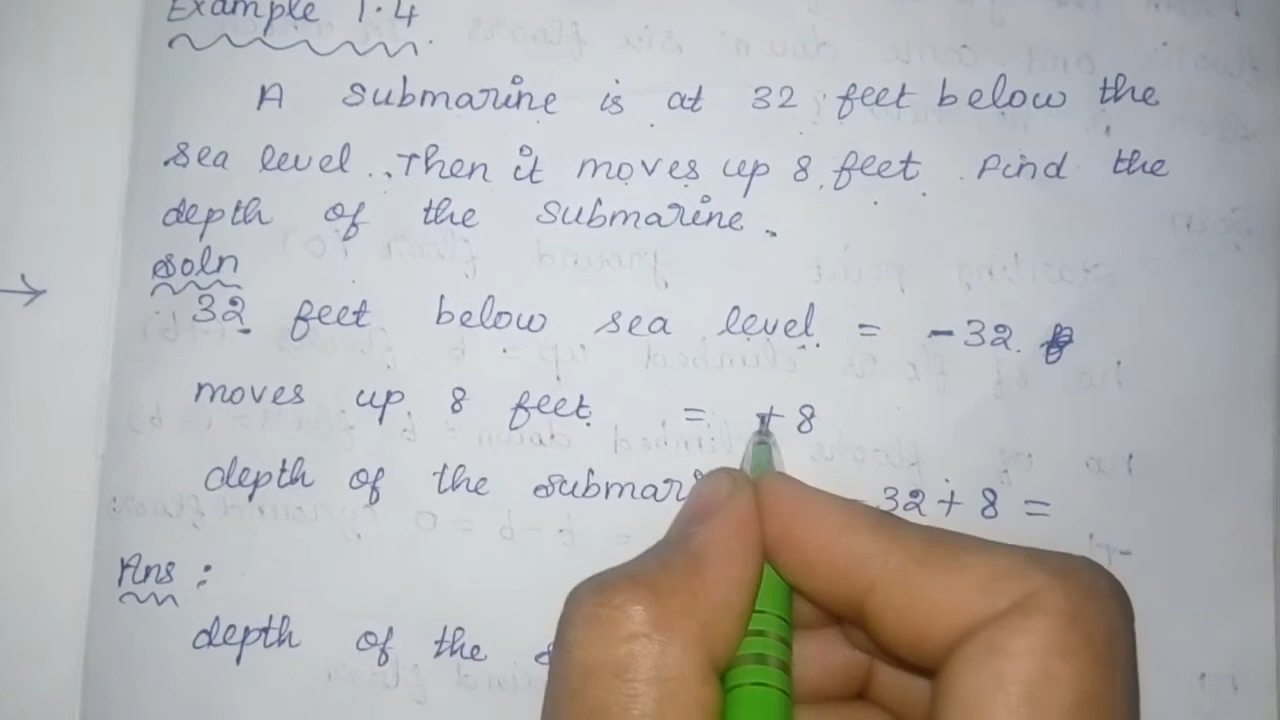 Example 1.4
A submarine is at 32 feet below the
sea level. Then it moves up 8 feet. Find the
depth of the submarine.
Soln
32 feet below sea level = -32
moves up 8 feet = +8
depth of the submar 32 + 8 =
Ans :
depth of the